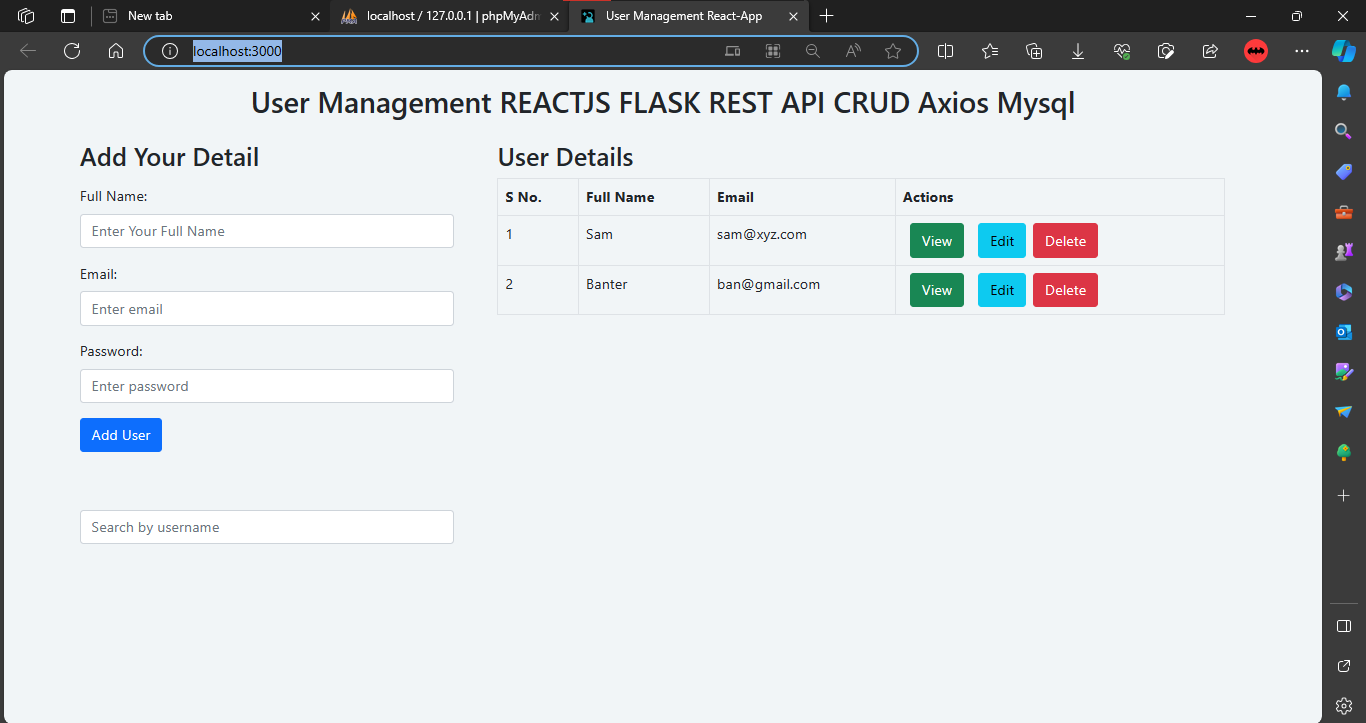 New tab
localhost / 127.0.0.1 | phpMyAdm
User Management React-App
localhost:3000
User Management REACTJS FLASK REST API CRUD Axios Mysql
Add Your Detail
Full Name:
Enter Your Full Name
Email:
Enter email
Password:
Enter password
Add User
Search by username
User Details
S No. Full Name Email Actions
1 Sam sam@xyz.com View Edit Delete
2 Banter ban@gmail.com View Edit Delete